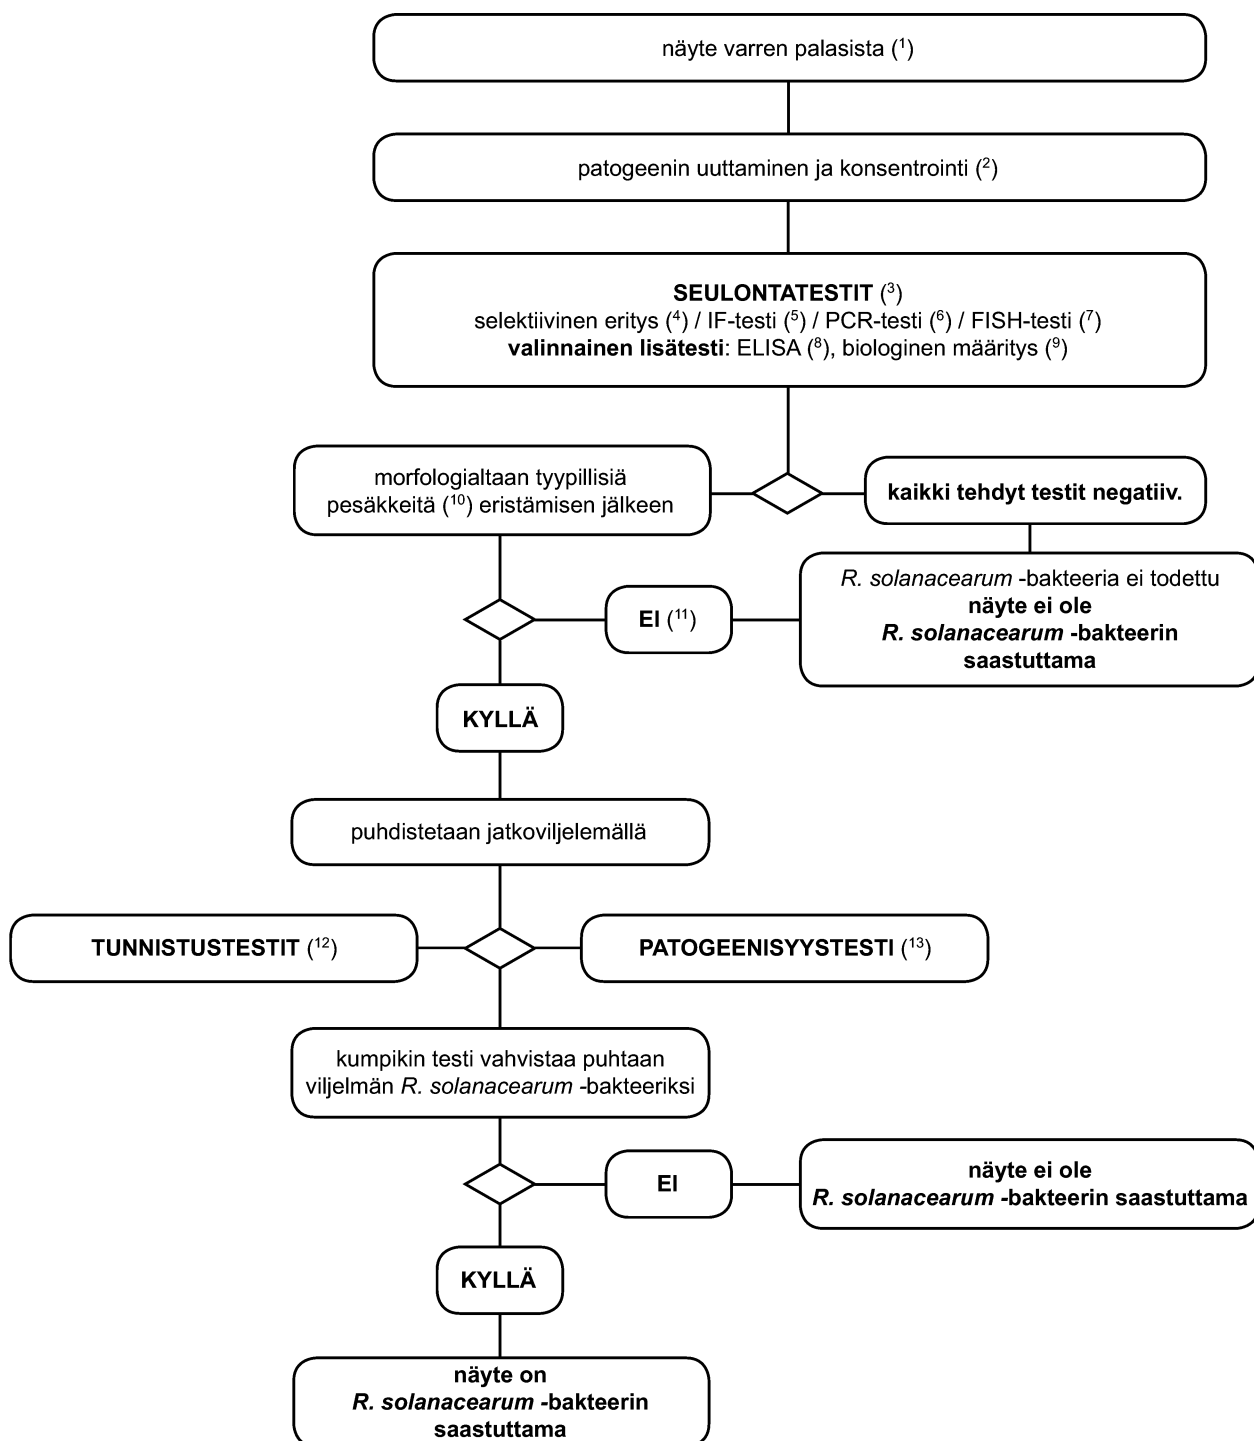 näyte varren palasista (¹)
patogeenin uuttaminen ja konsentrointi (²)
SEULONTATESTIT (³)
selektiivinen eritys (⁴) / IF-testi (⁵) / PCR-testi (⁶) / FISH-testi (⁷)
valinnainen lisätesti: ELISA (⁸), biologinen määritys (⁹)
morfologialtaan tyypillisiä
pesäkkeitä (¹⁰) eristämisen jälkeen
kaikki tehdyt testit negatiiv.
R. solanacearum -bakteeria ei todettu
näyte ei ole
R. solanacearum -bakteerin
saastuttama
EI (¹¹)
KYLLÄ
puhdistetaan jatkoviljelemällä
TUNNISTUSTESTIT (¹²)
PATOGEENISYYSTESTI (¹³)
kumpikin testi vahvistaa puhtaan
viljelmän R. solanacearum -bakteeriksi
EI
näyte ei ole
R. solanacearum -bakteerin saastuttama
KYLLÄ
näyte on
R. solanacearum -bakteerin
saastuttama